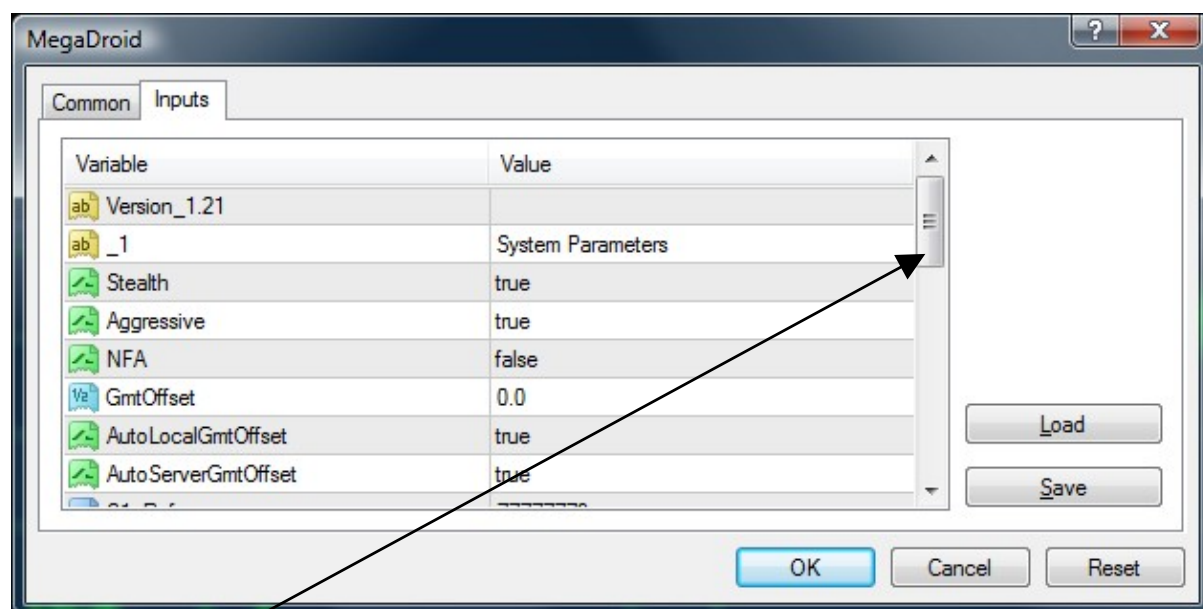 MegaDroid
Common Inputs
Variable Value
Version_1.21
_1 System Parameters
Stealth true
Aggressive true
NFA false
GmtOffset 0.0
AutoLocalGmtOffset true
AutoServerGmtOffset true
Load
Save
OK Cancel Reset